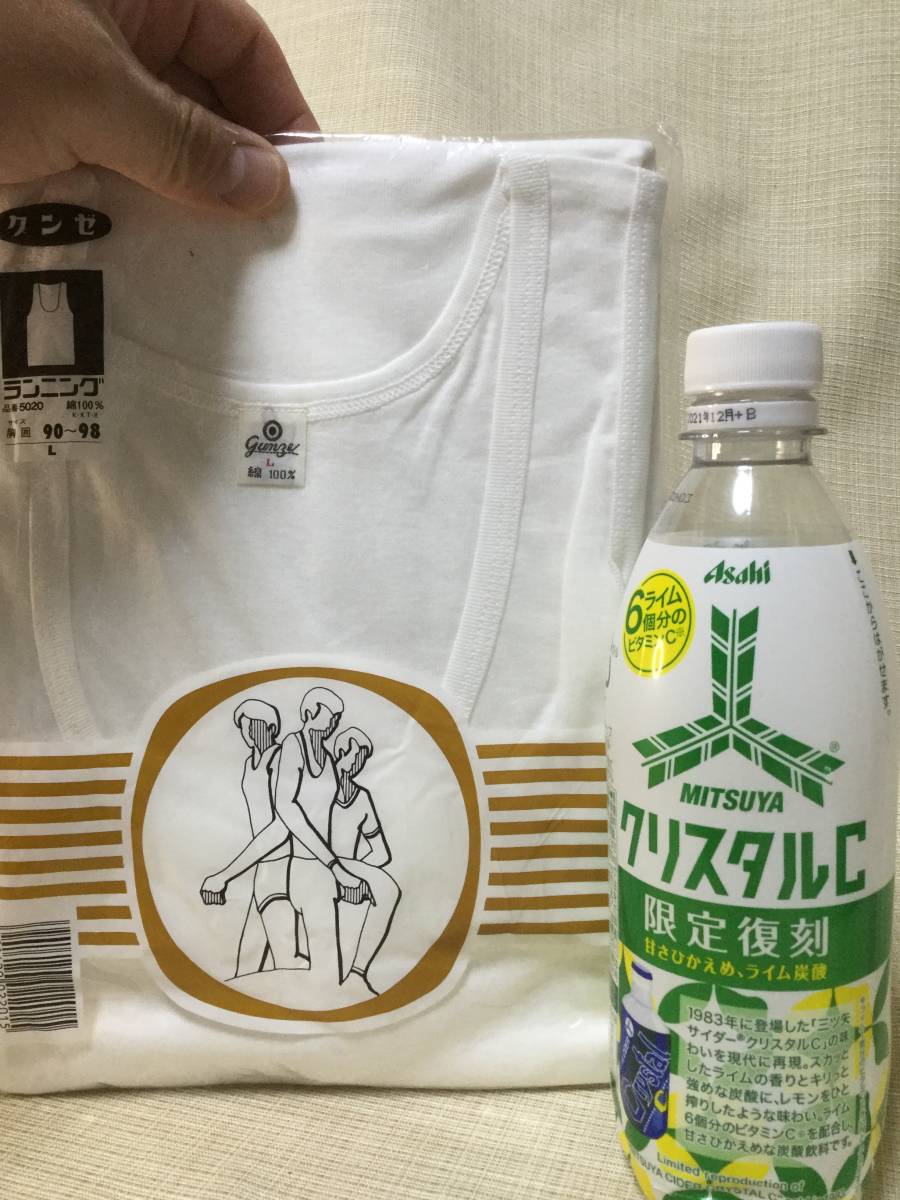 グンゼ
ランニング
品番5020 綿100%
K・XT-2
サイズ
胸囲 90〜98
L
Gunze
L
綿 100%
2021年12月+B
Asahi
ライム
6個分の
ビタミンC※
MITSUYA
®
クリスタルC
限定復刻
甘さひかえめ、ライム炭酸
Crystal
C
1983年に登場した「三ツ矢
サイダー®クリスタルC」の味
わいを現代に再現。スカッと
したライムの香りとキリっと
強めな炭酸に、レモンをひと
搾りしたような味わい。ライム
6個分のビタミンC※を配合し、
甘さひかえめな炭酸飲料です。
Limited reproduction of
MITSUYA CIDER CRYSTAL C